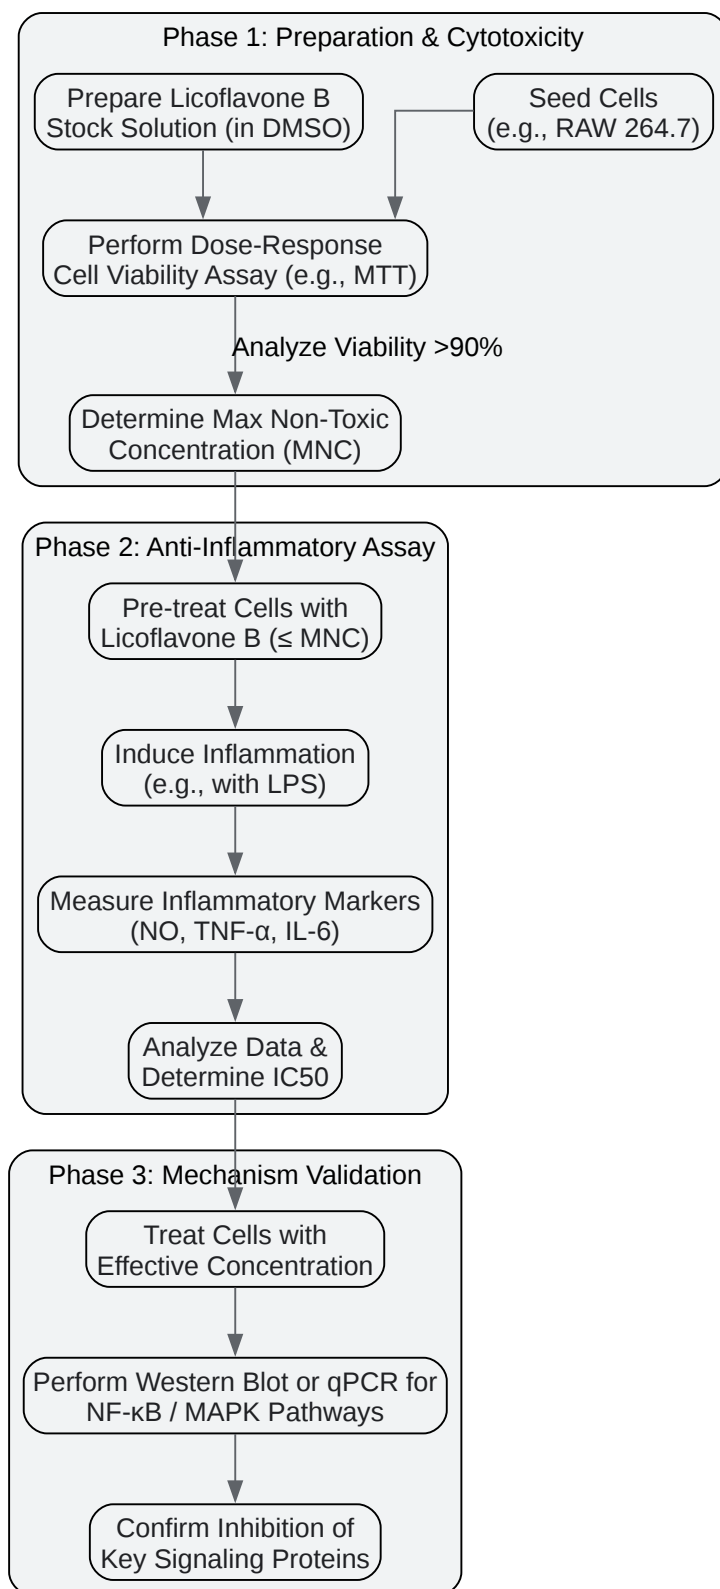 Phase 1: Preparation & Cytotoxicity
Prepare Licoflavone B
Stock Solution (in DMSO)
Seed Cells
(e.g., RAW 264.7)
Perform Dose-Response
Cell Viability Assay (e.g., MTT)
Analyze Viability >90%
Determine Max Non-Toxic
Concentration (MNC)
Phase 2: Anti-Inflammatory Assay
Pre-treat Cells with
Licoflavone B (≤ MNC)
Induce Inflammation
(e.g., with LPS)
Measure Inflammatory Markers
(NO, TNF-α, IL-6)
Analyze Data &
Determine IC50
Phase 3: Mechanism Validation
Treat Cells with
Effective Concentration
Perform Western Blot or qPCR for
NF-κB / MAPK Pathways
Confirm Inhibition of
Key Signaling Proteins